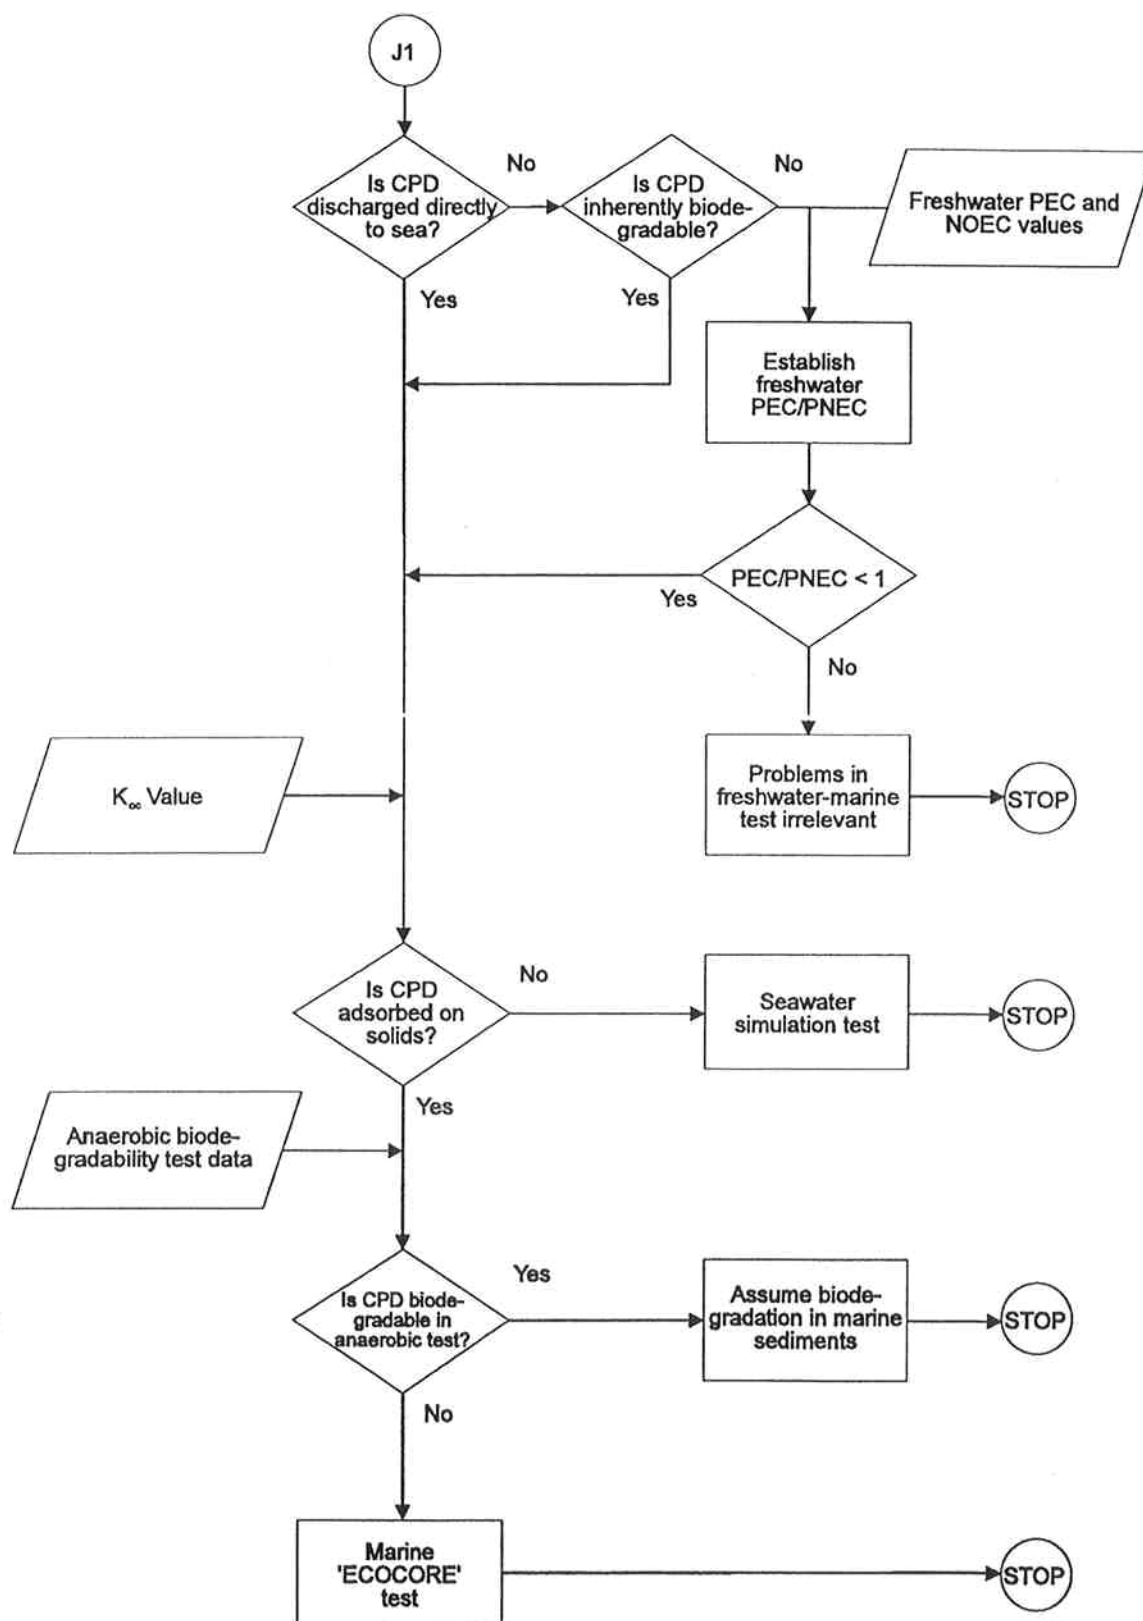 J1
Is CPD
discharged directly
to sea?
No
Is CPD
inherently biode-
gradable?
No
Freshwater PEC and
NOEC values
Yes
Yes
Establish
freshwater
PEC/PNEC
PEC/PNEC < 1
Yes
No
K∞ Value
Problems in
freshwater-marine
test irrelevant
STOP
Is CPD
adsorbed on
solids?
No
Seawater
simulation test
STOP
Yes
Anaerobic biode-
gradability test data
Is CPD biode-
gradable in
anaerobic test?
Yes
Assume biode-
gradation in marine
sediments
STOP
No
Marine
'ECOCORE'
test
STOP